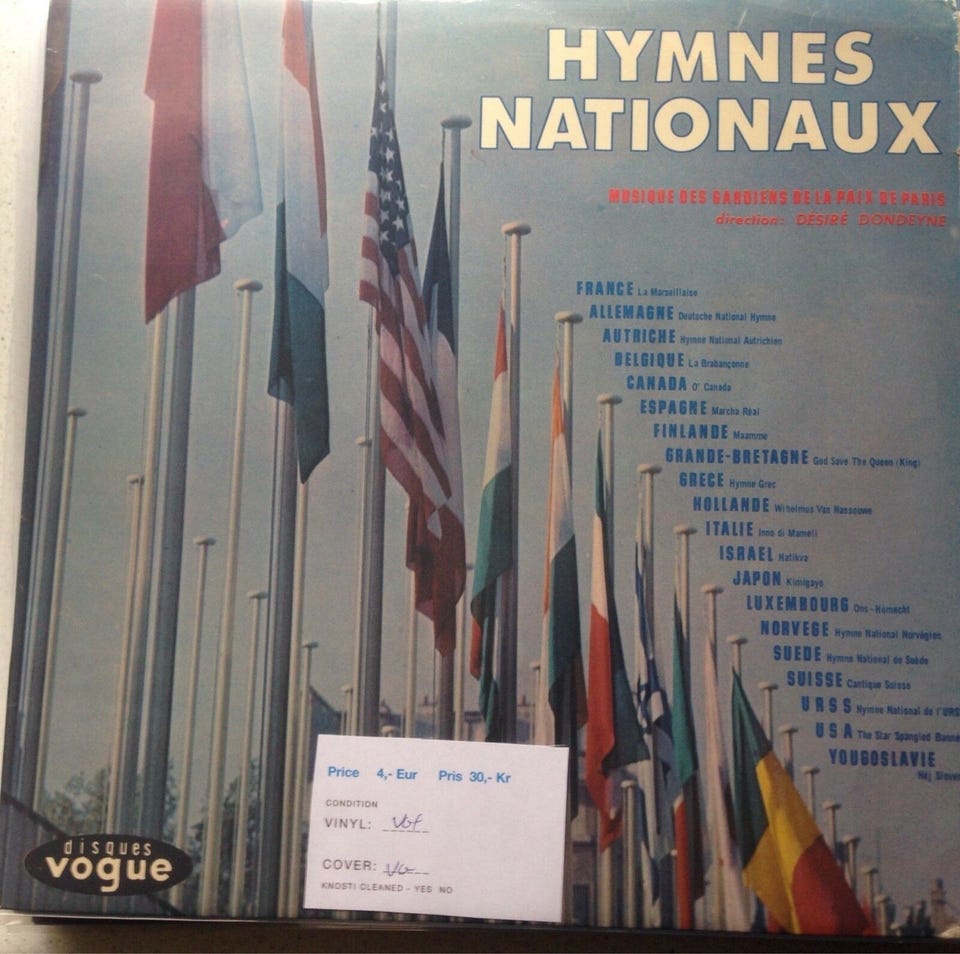 HYMNES
NATIONAUX
MUSIQUE DES GARDIENS DE LA PAIX DE PARIS
direction: DÉSIRÉ DONDEYNE
FRANCE La Marseillaise
ALLEMAGNE Deutsche National Hymne
AUTRICHE Hymne National Autrichien
BELGIQUE La Brabançonne
CANADA O' Canada
ESPAGNE Marcha Réal
FINLANDE Maamme
GRANDE-BRETAGNE God Save The Queen (King)
GRECE Hymne Grec
HOLLANDE Wilhelmus Van Nassouwe
ITALIE Inno di Mameli
ISRAEL Hatikva
JAPON Kimigayo
LUXEMBOURG Ons-Hémecht
NORVEGE Hymne National Norvégien
SUEDE Hymne National de Suède
SUISSE Cantique Suisse
URSS Hymne National de l'URS
USA The Star Spangled Banne
YOUGOSLAVIE
Hej Slove
Price 4,- Eur Pris 30,- Kr
CONDITION
VINYL:
COVER: VG
KNOSTI CLEANED - YES NO
disques
vogue